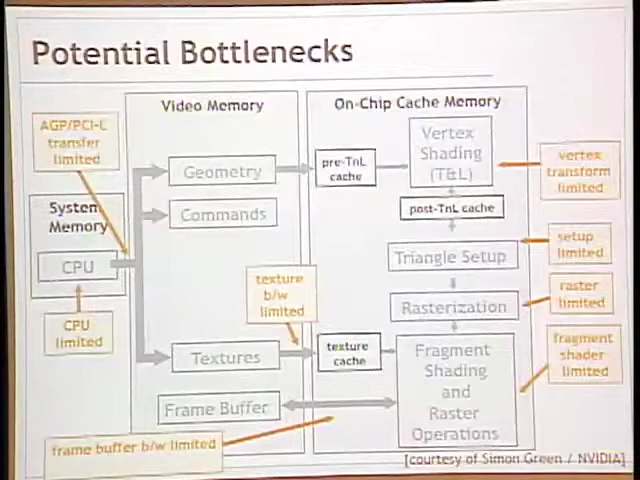 Potential Bottlenecks
Video Memory
On-Chip Cache Memory
AGP/PCI-E
transfer
limited
Geometry
pre-TnL
cache
Vertex
Shading
(T&L)
vertex
transform
limited
System
Memory
Commands
post-TnL cache
CPU
Triangle Setup
setup
limited
texture
b/w
limited
Rasterization
raster
limited
CPU
limited
Textures
texture
cache
Fragment
Shading
and
Raster
Operations
fragment
shader
limited
Frame Buffer
frame buffer b/w limited
[courtesy of Simon Green / NVIDIA]